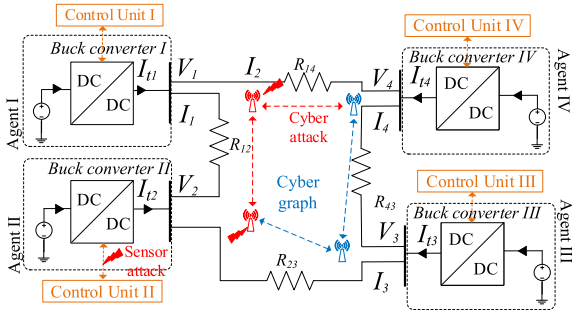 Control Unit I
Control Unit IV
Buck converter I
Buck converter IV
DC
DC
I_t1
V_1
I_2
R_14
V_4
I_t4
DC
DC
Agent I
Agent IV
I_1
I_4
Cyber
attack
R_12
Buck converter II
Cyber
graph
R_43
Control Unit III
DC
DC
I_t2
V_2
Buck converter III
V_3
I_t3
DC
DC
Agent II
Agent III
Sensor
attack
R_23
I_3
Control Unit II